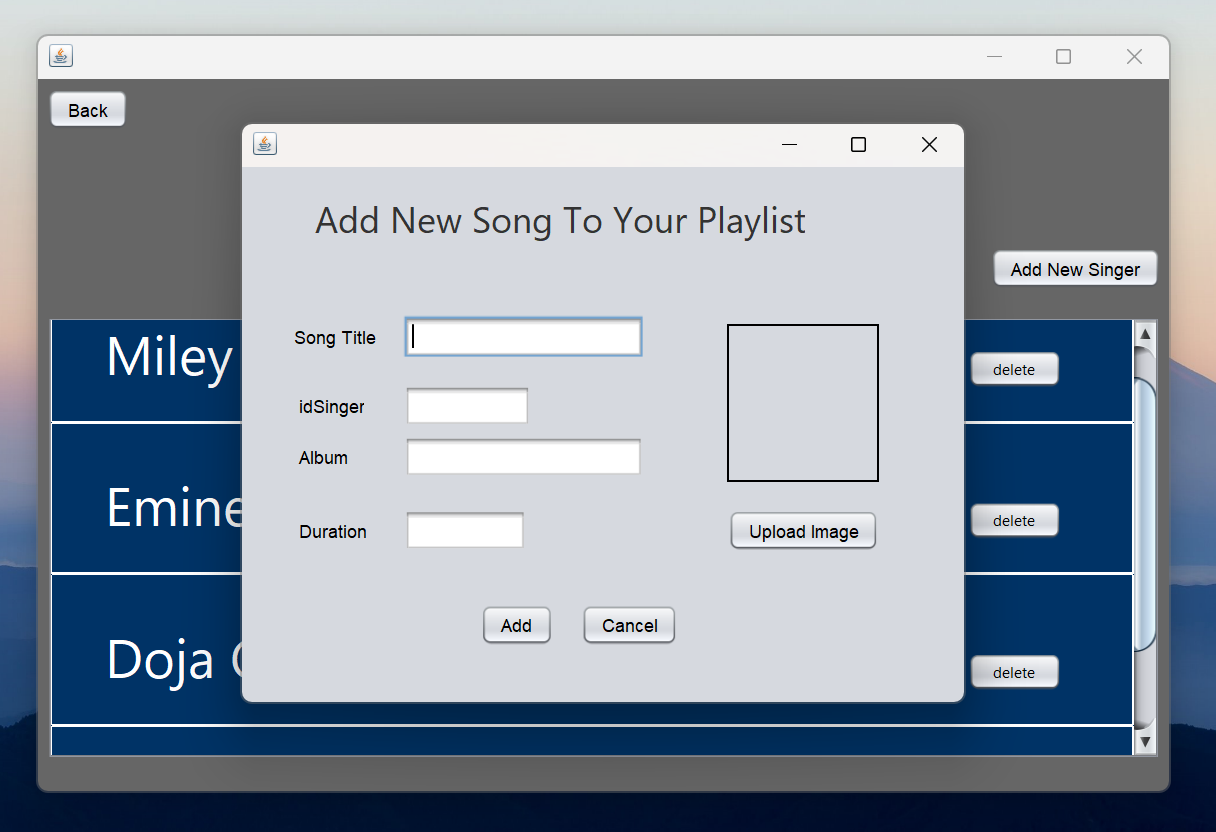 Back
Add New Song To Your Playlist
Add New Singer
Song Title
Miley
delete
idSinger
Album
Emine
delete
Duration
Upload Image
Add
Cancel
Doja
delete